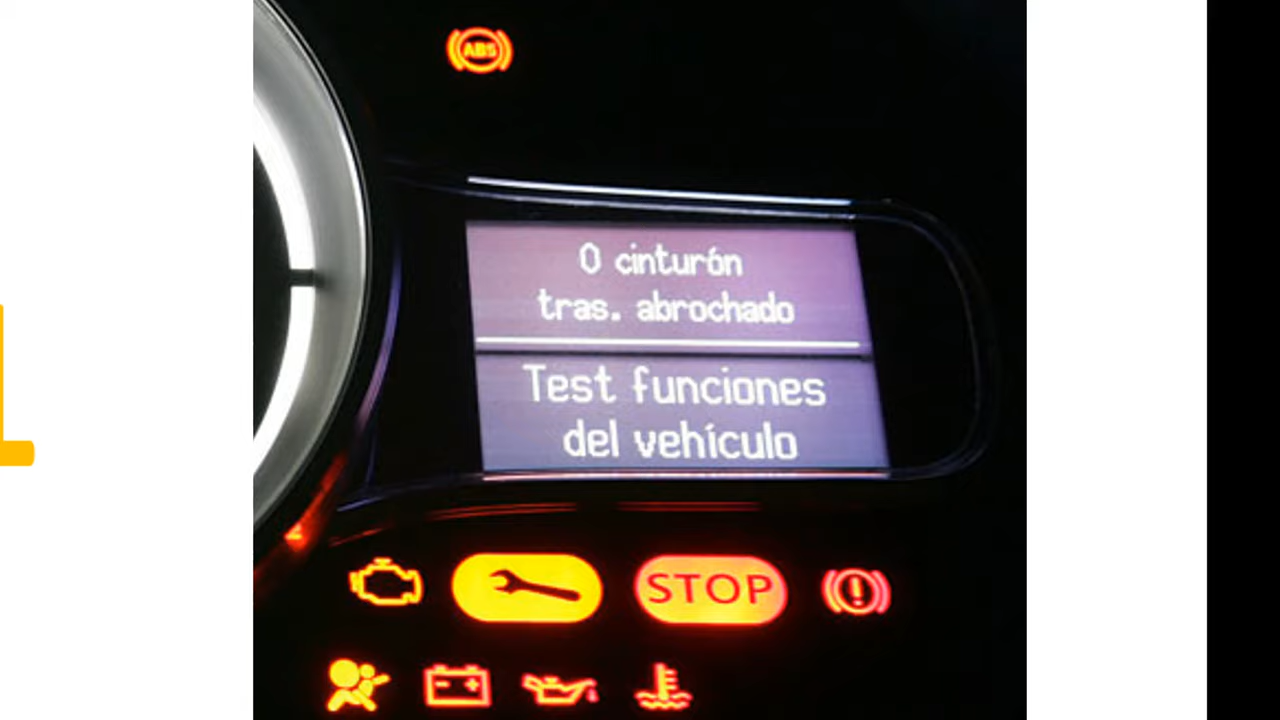 ABS
0 cinturón
tras. abrochado
Test funciones
del vehículo
STOP